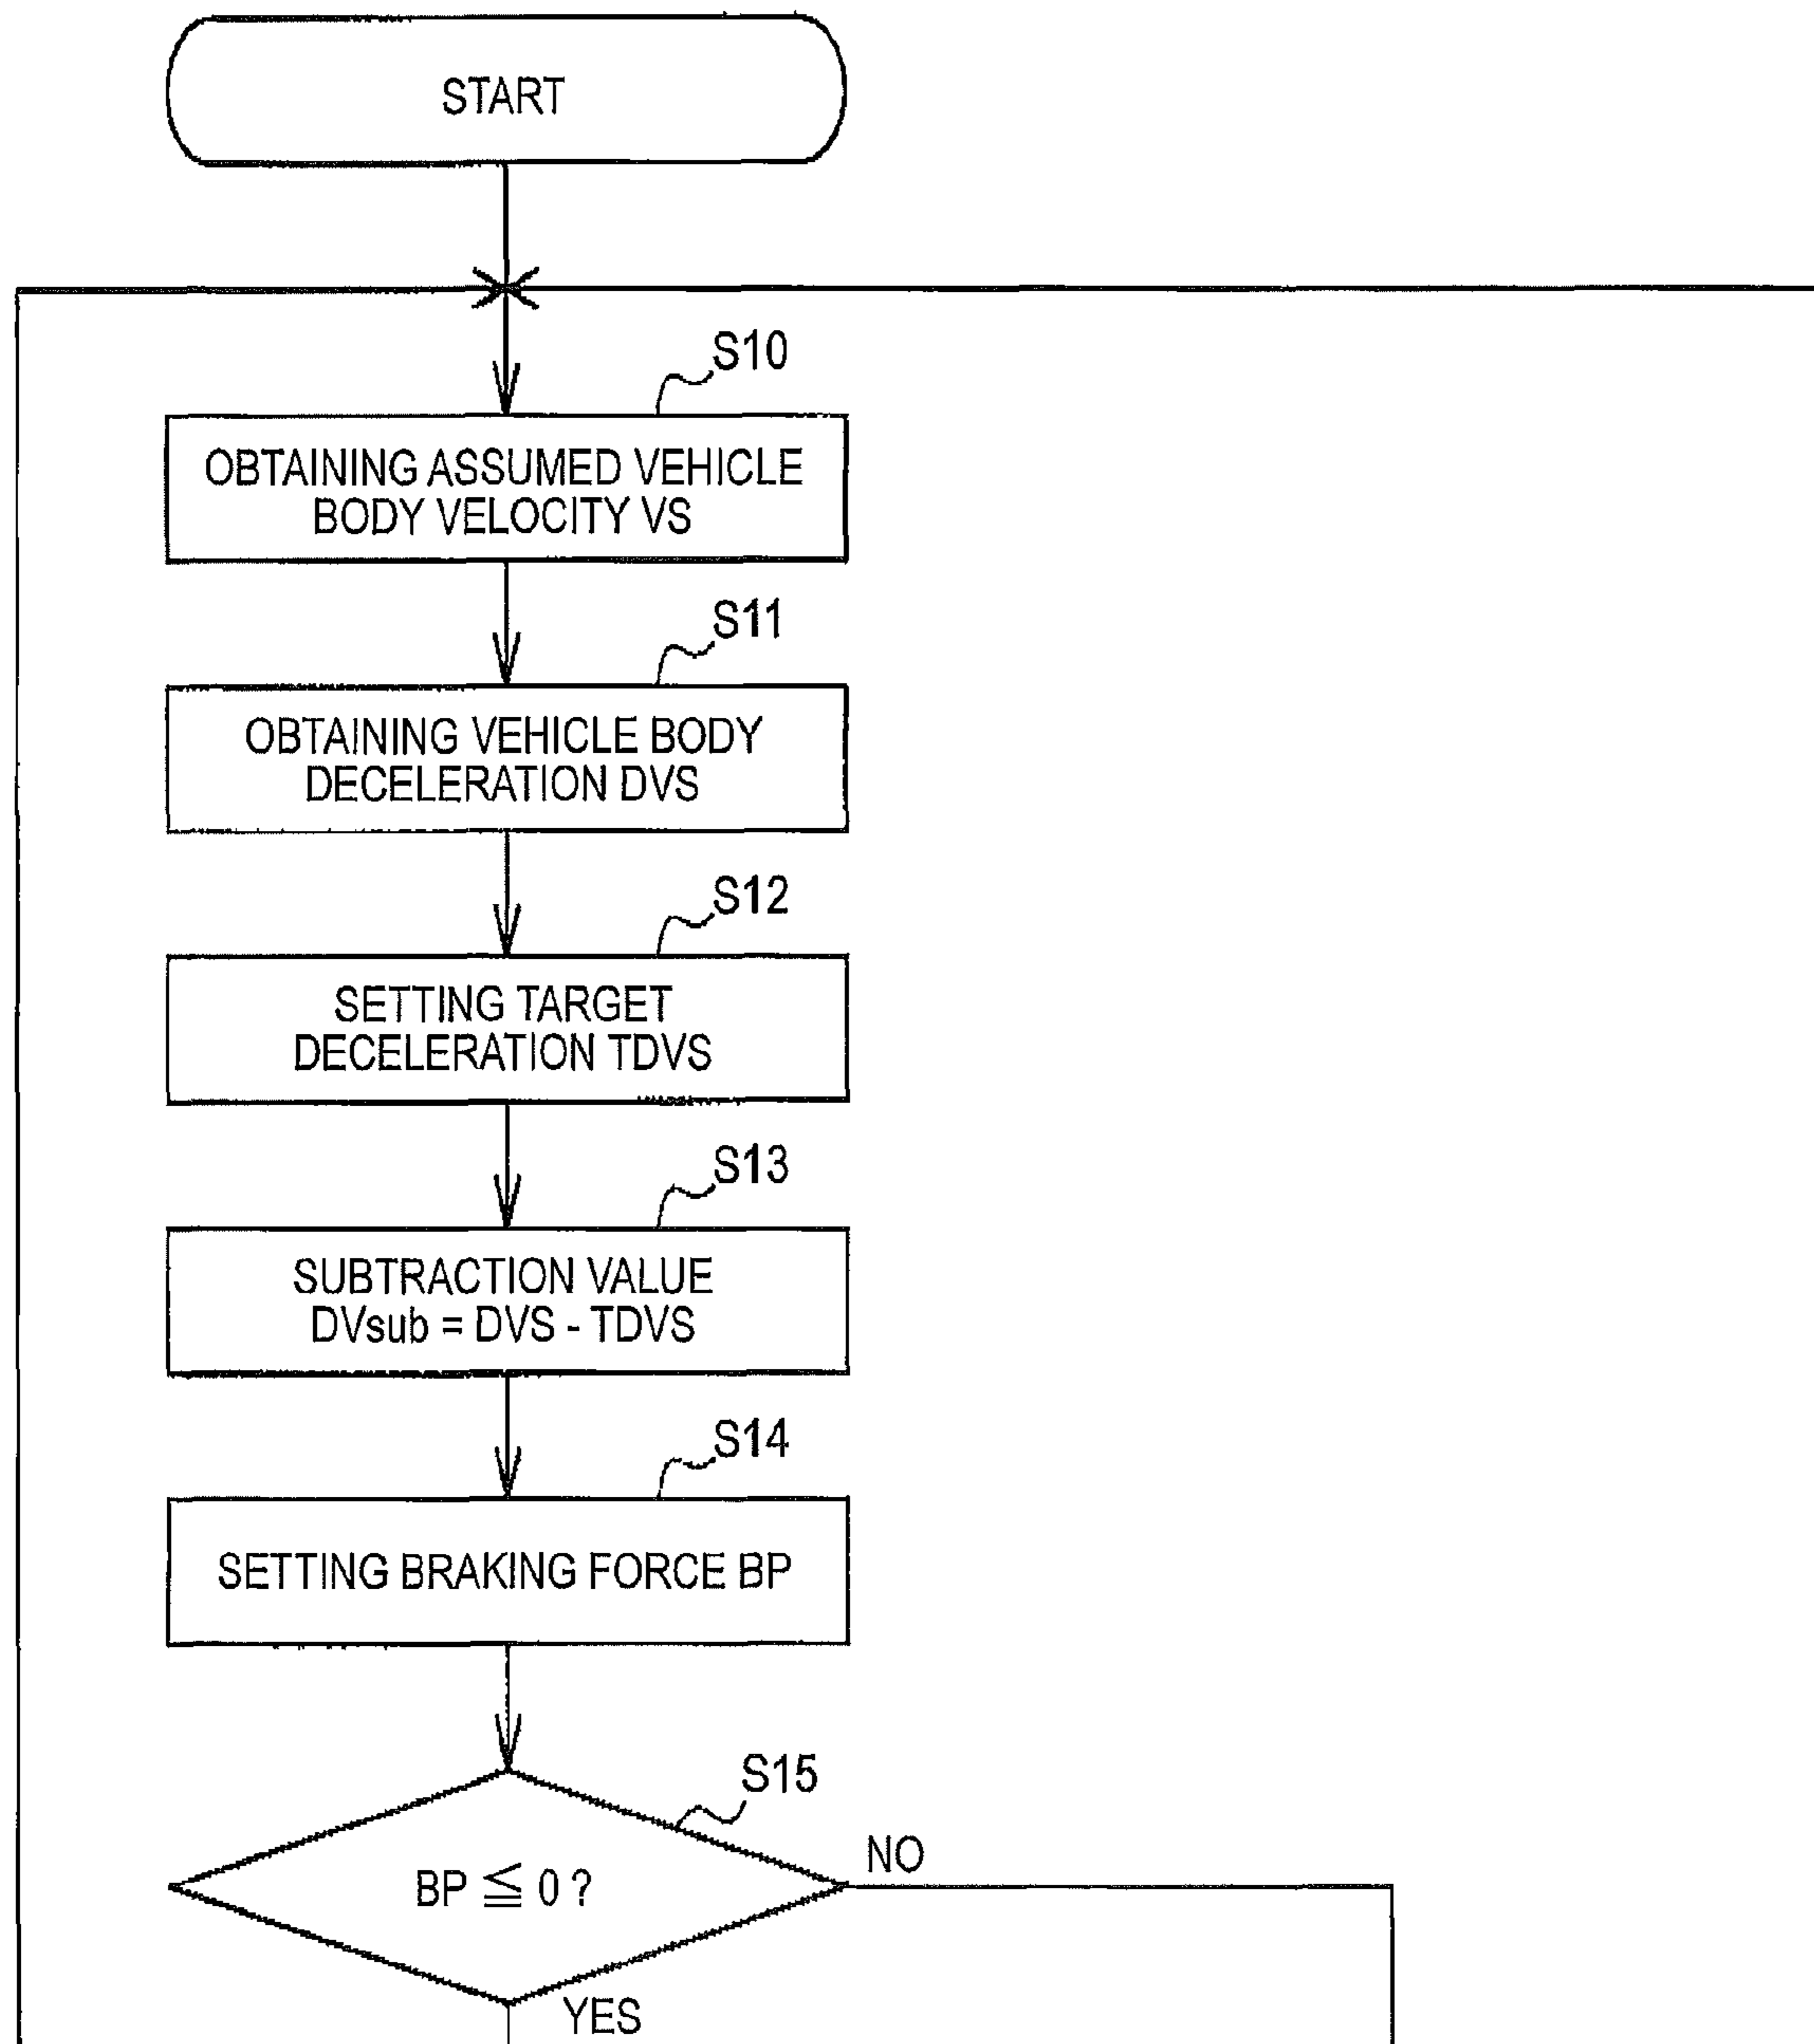 START
S10
OBTAINING ASSUMED VEHICLE
BODY VELOCITY VS
S11
OBTAINING VEHICLE BODY
DECELERATION DVS
S12
SETTING TARGET
DECELERATION TDVS
S13
SUBTRACTION VALUE
DVsub = DVS - TDVS
S14
SETTING BRAKING FORCE BP
S15
BP ≦ 0 ?
NO
YES